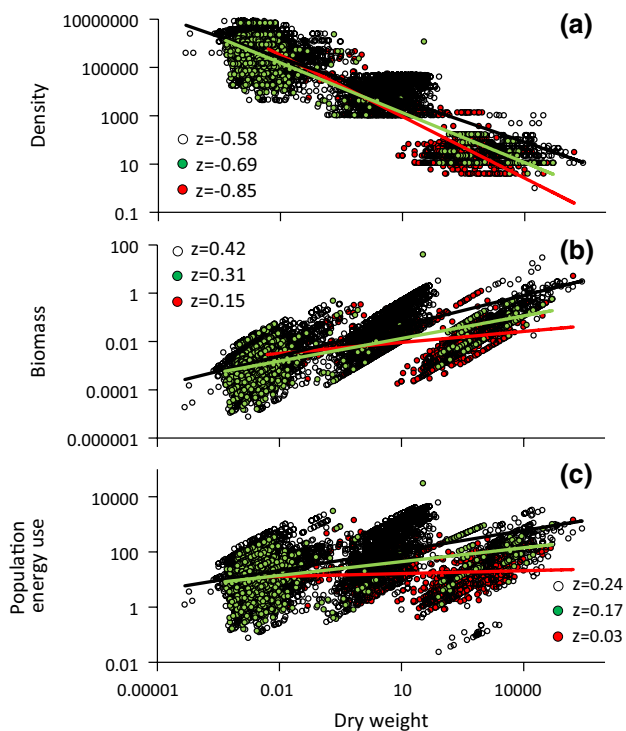 (a)
10000000
100000
1000
10
0.1
Density
z=-0.58
z=-0.69
z=-0.85
(b)
100
1
0.01
0.0001
0.000001
Biomass
z=0.42
z=0.31
z=0.15
(c)
10000
100
1
0.01
Population
energy use
z=0.24
z=0.17
z=0.03
0.00001
0.01
10
10000
Dry weight